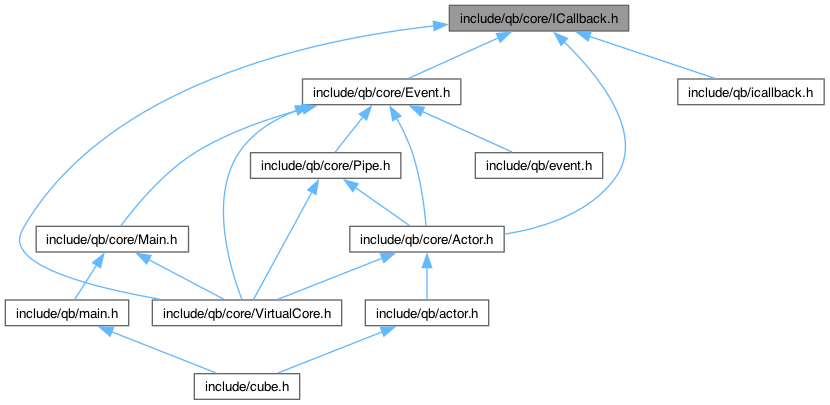 include/qb/core/ICallback.h
include/qb/core/Event.h
include/qb/icallback.h
include/qb/core/Pipe.h
include/qb/event.h
include/qb/core/Main.h
include/qb/core/Actor.h
include/qb/main.h
include/qb/core/VirtualCore.h
include/qb/actor.h
include/cube.h